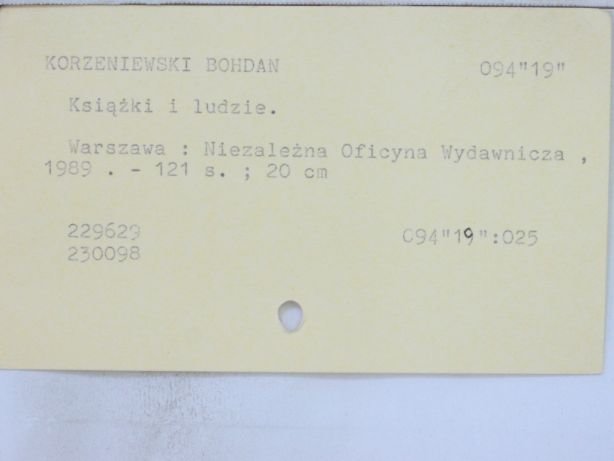 KORZENIEWSKI BOHDAN 094"19"
Książki i ludzie.
Warszawa : Niezależna Oficyna Wydawnicza ,
1989 . - 121 s. ; 20 cm
229629 094"19":025
230098